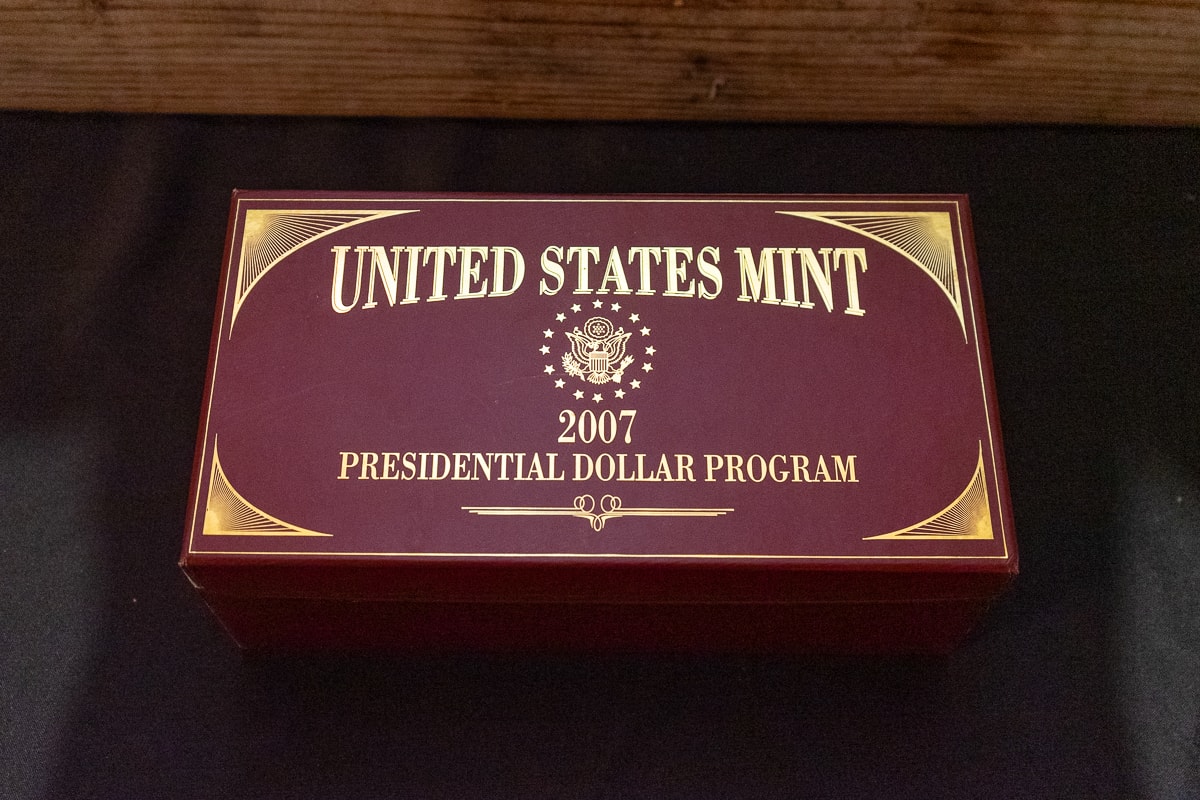 UNITED STATES MINT
2007
PRESIDENTIAL DOLLAR PROGRAM